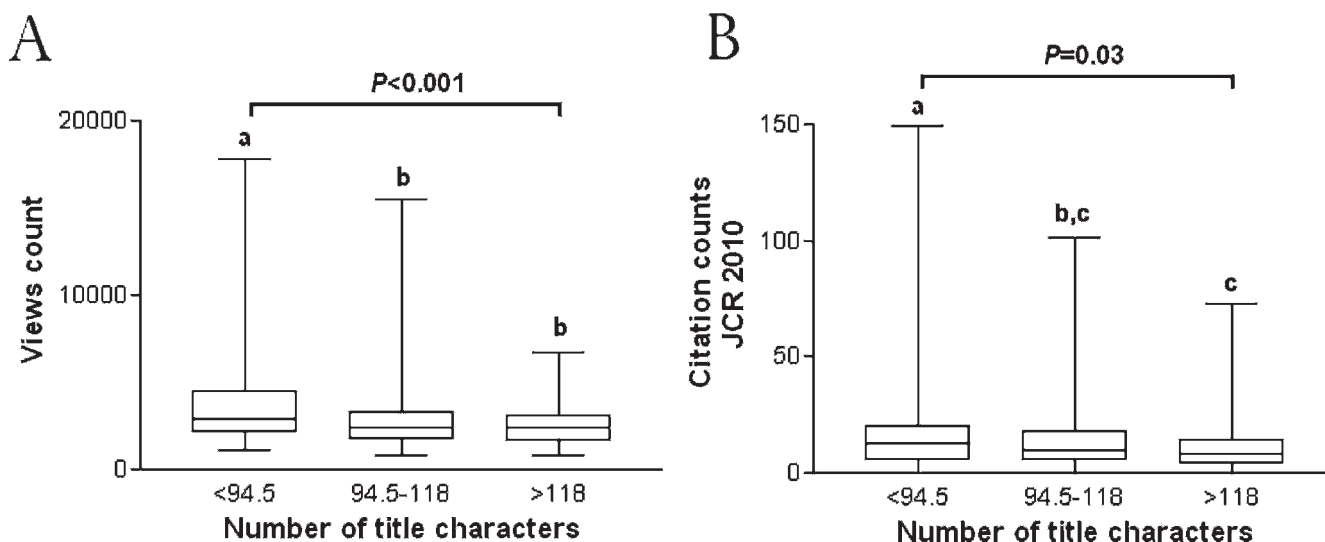 A
P<0.001
20000
a
b
b
10000
0
Views count
<94.5
94.5-118
>118
Number of title characters
B
P=0.03
150
a
b,c
c
100
50
0
Citation counts
JCR 2010
<94.5
94.5-118
>118
Number of title characters